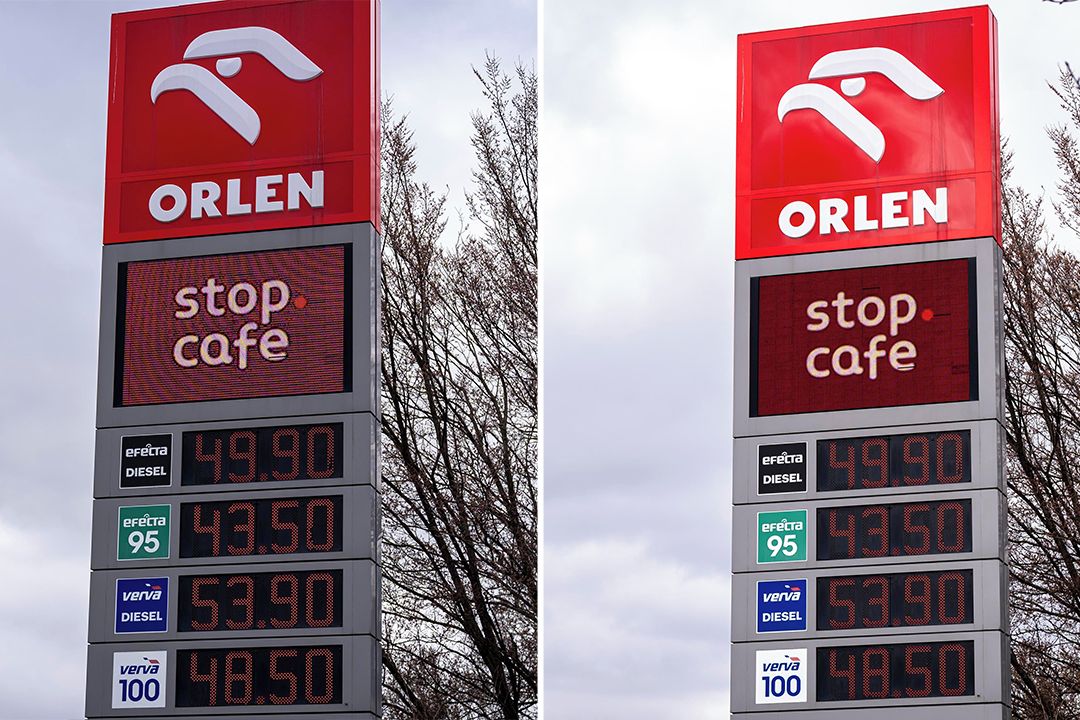 ORLEN
stop.
cafe
efecta
DIESEL
49.90
efecta
95
43.50
verva
DIESEL
53.90
verva
100
48.50
ORLEN
stop.
cafe
efecta
DIESEL
49.90
efecta
95
43.50
verva
DIESEL
53.90
verva
100
48.50